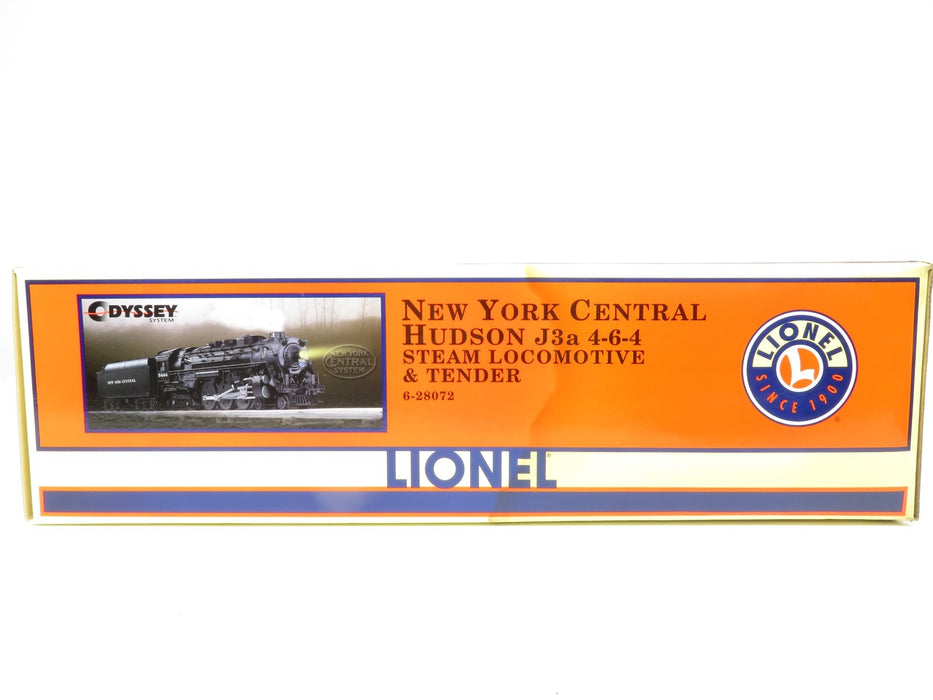 ODYSSEY
SYSTEM
NEW YORK CENTRAL
NEW YORK
CENTRAL
SYSTEM
NEW YORK CENTRAL
HUDSON J3a 4-6-4
STEAM LOCOMOTIVE
& TENDER
6-28072
LIONEL
L
SINCE 1900
®
LIONEL®